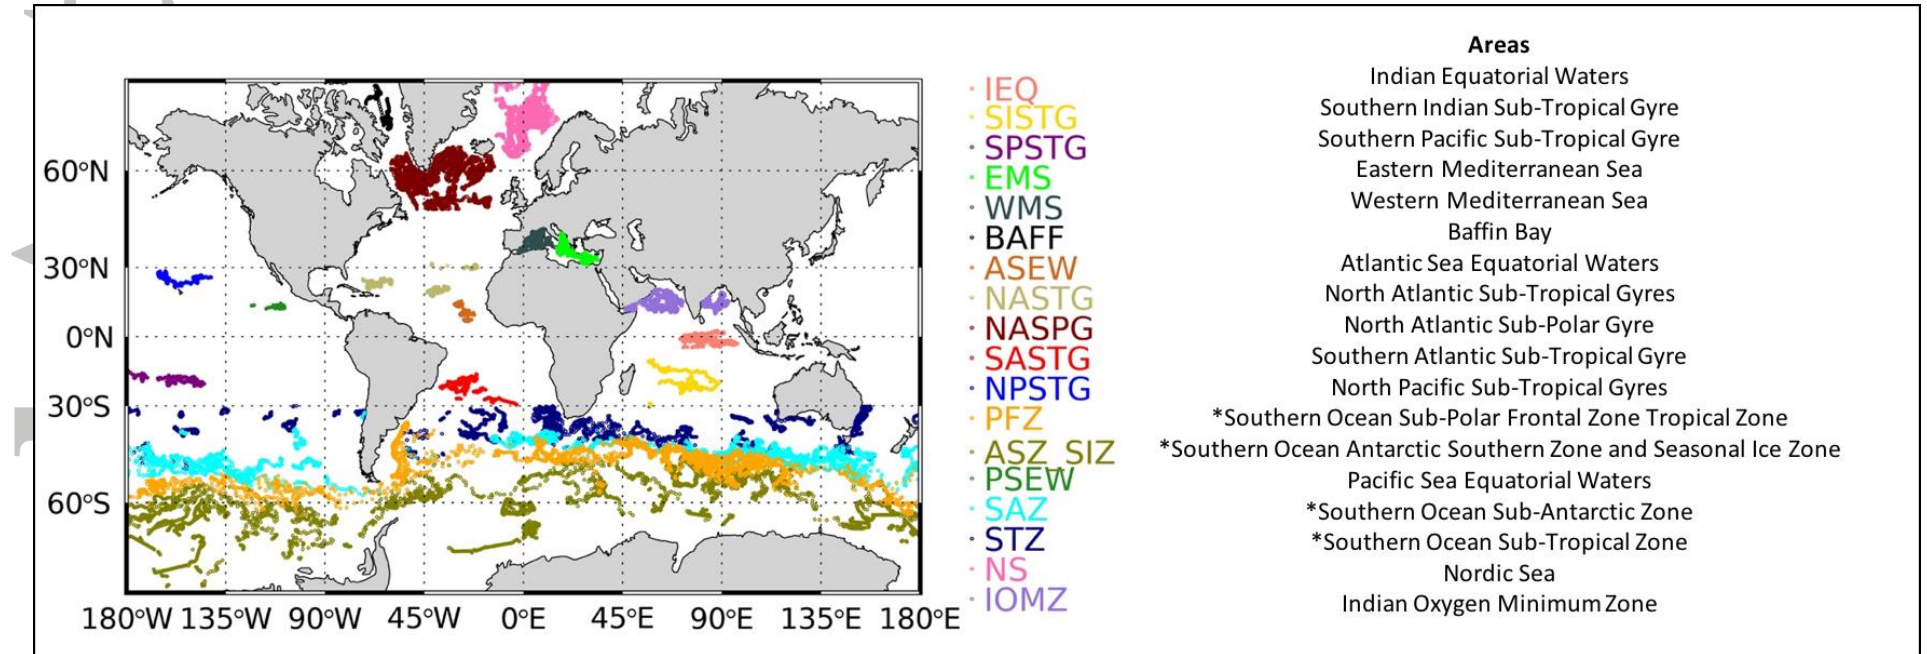 60°N
30°N
0°N
30°S
60°S
180°W 135°W 90°W 45°W 0°E 45°E 90°E 135°E 180°E
IEQ
SISTG
SPSTG
EMS
WMS
BAFF
ASEW
NASTG
NASPG
SASTG
NPSTG
PFZ
ASZ_SIZ
PSEW
SAZ
STZ
NS
IOMZ
Areas
Indian Equatorial Waters
Southern Indian Sub-Tropical Gyre
Southern Pacific Sub-Tropical Gyre
Eastern Mediterranean Sea
Western Mediterranean Sea
Baffin Bay
Atlantic Sea Equatorial Waters
North Atlantic Sub-Tropical Gyres
North Atlantic Sub-Polar Gyre
Southern Atlantic Sub-Tropical Gyre
North Pacific Sub-Tropical Gyres
*Southern Ocean Sub-Polar Frontal Zone Tropical Zone
*Southern Ocean Antarctic Southern Zone and Seasonal Ice Zone
Pacific Sea Equatorial Waters
*Southern Ocean Sub-Antarctic Zone
*Southern Ocean Sub-Tropical Zone
Nordic Sea
Indian Oxygen Minimum Zone